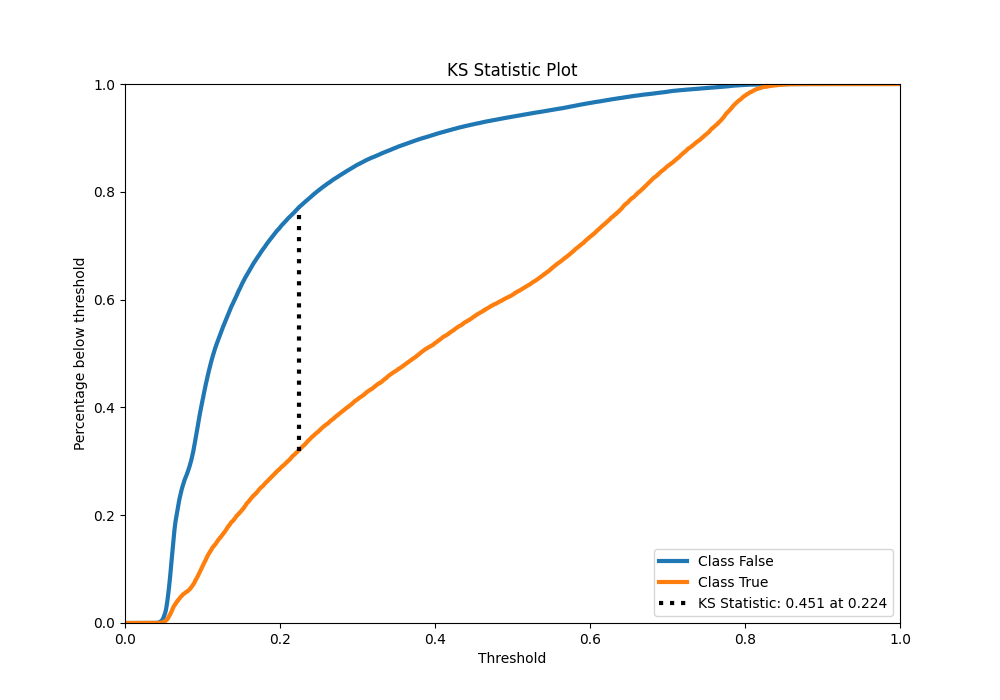 KS Statistic Plot
1.0
0.8
0.6
0.4
0.2
0.0
Percentage below threshold
0.0 0.2 0.4 0.6 0.8 1.0
Threshold
Class False
Class True
KS Statistic: 0.451 at 0.224